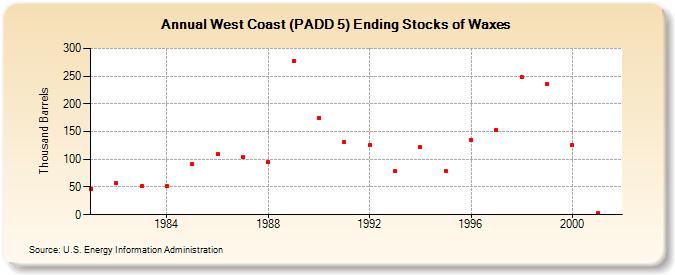 Annual West Coast (PADD 5) Ending Stocks of Waxes
Thousand Barrels
300
250
200
150
100
50
0
1984 1988 1992 1996 2000
Source: U.S. Energy Information Administration